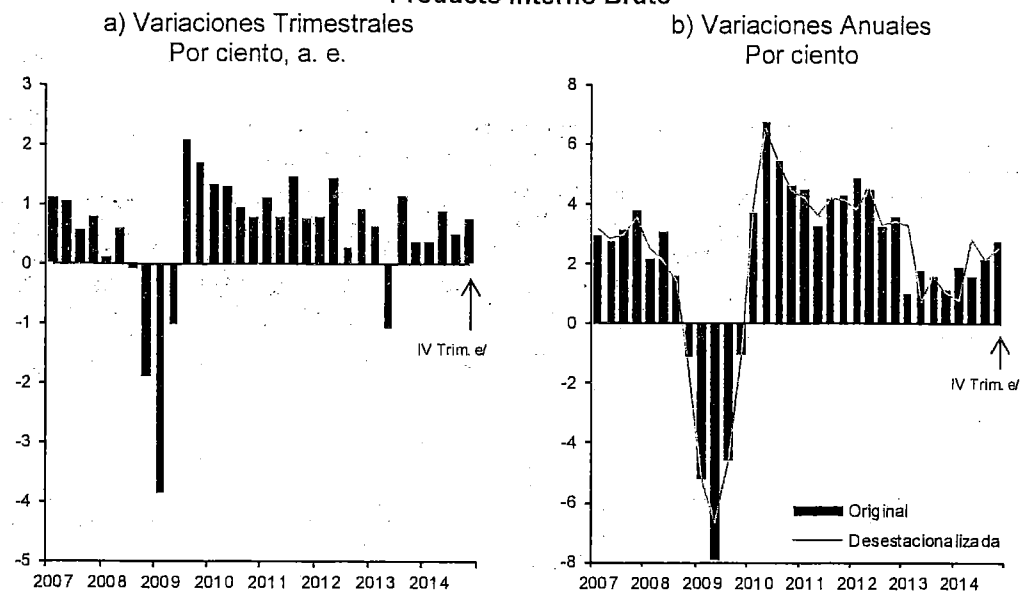 Producto Interno Bruto
a) Variaciones Trimestrales
Por ciento, a. e.
3
2
1
0
-1
-2
-3
-4
-5
2007 2008 2009 2010 2011 2012 2013 2014
IV Trim. e/
b) Variaciones Anuales
Por ciento
8
6
4
2
0
-2
-4
-6
-8
2007 2008 2009 2010 2011 2012 2013 2014
IV Trim. e/
Original
Desestacionalizada